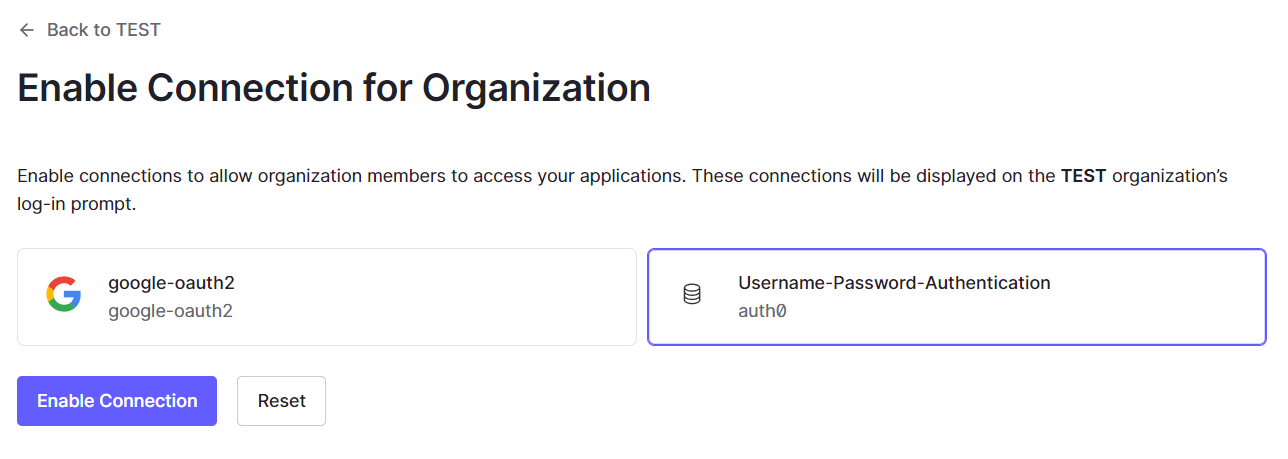 Back to TEST
Enable Connection for Organization
Enable connections to allow organization members to access your applications. These connections will be displayed on the TEST organization’s
log-in prompt.
google-oauth2
google-oauth2
Username-Password-Authentication
auth0
Enable Connection
Reset